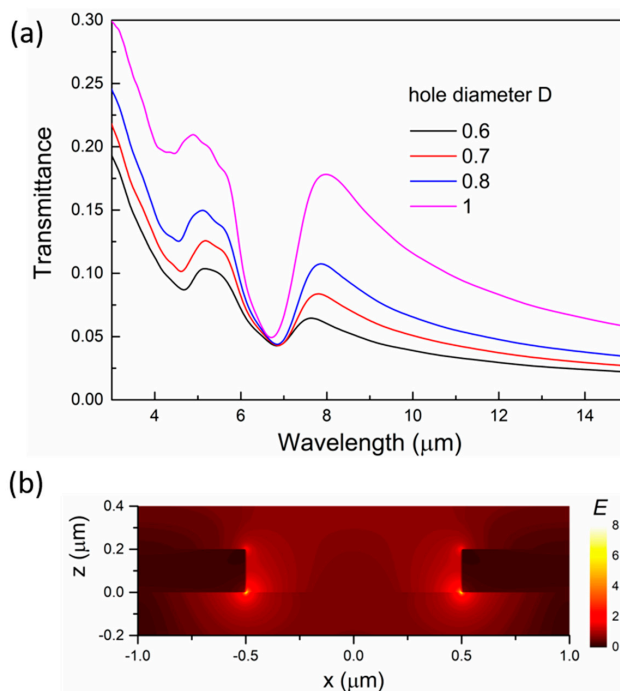 (a)
0.30
0.25
0.20
0.15
0.10
0.05
0.00
Transmittance
hole diameter D
0.6
0.7
0.8
1
4 6 8 10 12 14
Wavelength (μm)
(b)
0.4
0.2
0.0
-0.2
z (μm)
-1.0 -0.5 0.0 0.5 1.0
x (μm)
E
8
6
4
2
0